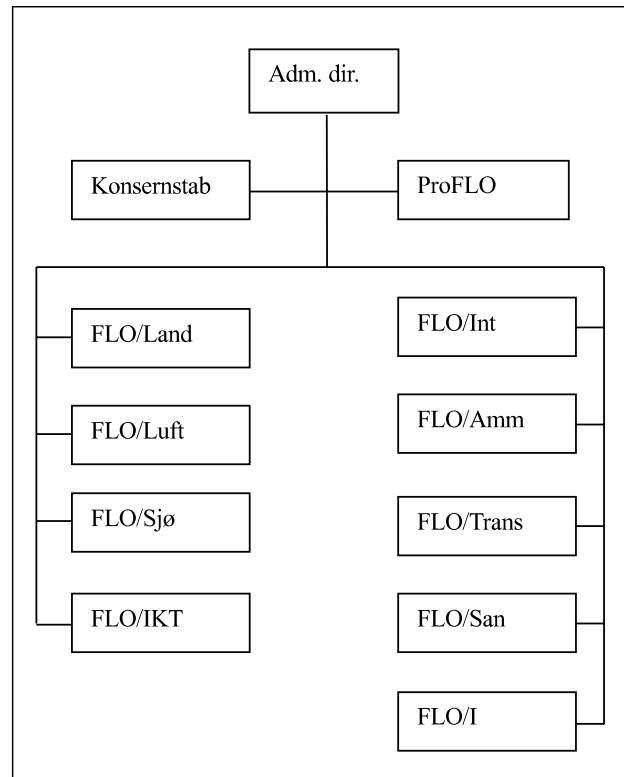 Adm. dir.
Konsernstab
ProFLO
FLO/Land
FLO/Luft
FLO/Sjø
FLO/IKT
FLO/Int
FLO/Amm
FLO/Trans
FLO/San
FLO/I